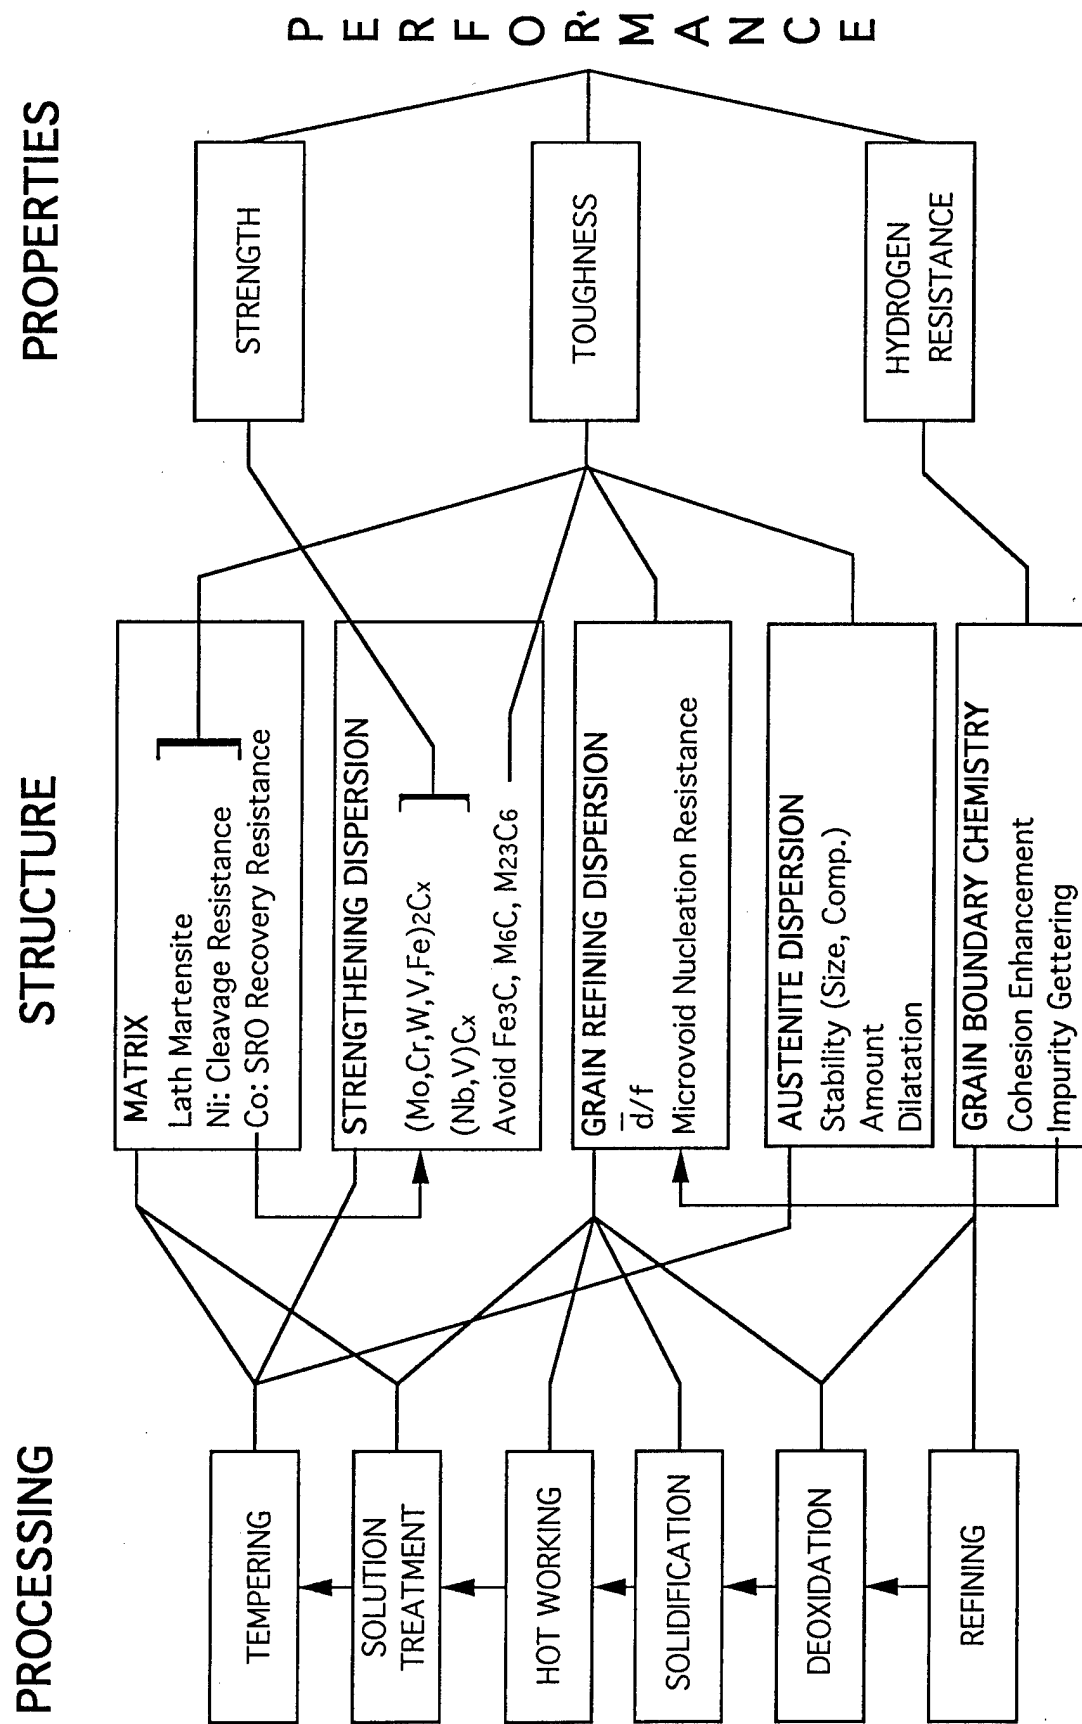 PROCESSING
STRUCTURE
PROPERTIES
TEMPERING
SOLUTION
TREATMENT
HOT WORKING
SOLIDIFICATION
DEOXIDATION
REFINING
MATRIX
Lath Martensite
Ni: Cleavage Resistance
Co: SRO Recovery Resistance
STRENGTHENING DISPERSION
(Mo,Cr,W,V,Fe)2Cx
(Nb,V)Cx
Avoid Fe3C, M6C, M23C6
GRAIN REFINING DISPERSION
d̅/f
Microvoid Nucleation Resistance
AUSTENITE DISPERSION
Stability (Size, Comp.)
Amount
Dilatation
GRAIN BOUNDARY CHEMISTRY
Cohesion Enhancement
Impurity Gettering
STRENGTH
TOUGHNESS
HYDROGEN
RESISTANCE
PERFORMANCE